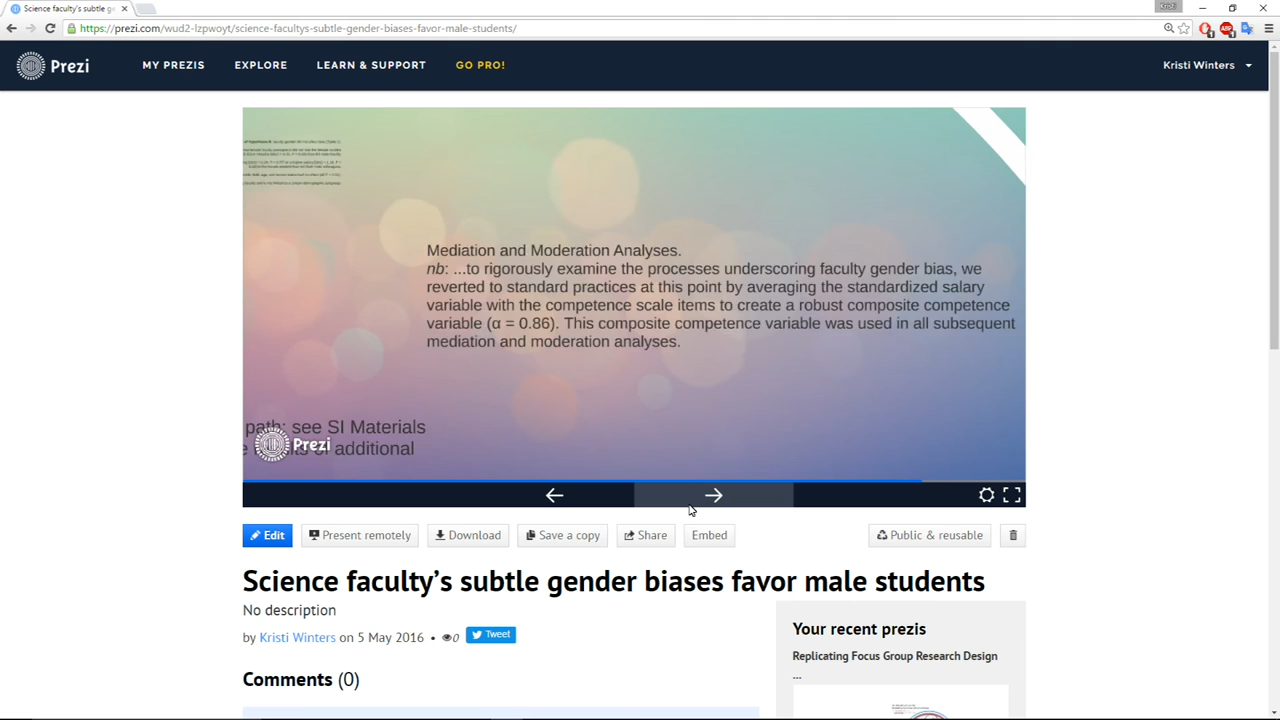 Science faculty's subtle g
Kristi
https://prezi.com/wud2-lzpwoyt/science-facultys-subtle-gender-biases-favor-male-students/
Prezi
MY PREZIS
EXPLORE
LEARN & SUPPORT
GO PRO!
Kristi Winters
Mediation and Moderation Analyses.
nb: ...to rigorously examine the processes underscoring faculty gender bias, we
reverted to standard practices at this point by averaging the standardized salary
variable with the competence scale items to create a robust composite competence
variable (α = 0.86). This composite competence variable was used in all subsequent
mediation and moderation analyses.
path: see SI Materials
of additional
Prezi
Edit
Present remotely
Download
Save a copy
Share
Embed
Public & reusable
Science faculty's subtle gender biases favor male students
No description
by Kristi Winters on 5 May 2016 • 0
Tweet
Comments (0)
Your recent prezis
Replicating Focus Group Research Design
...